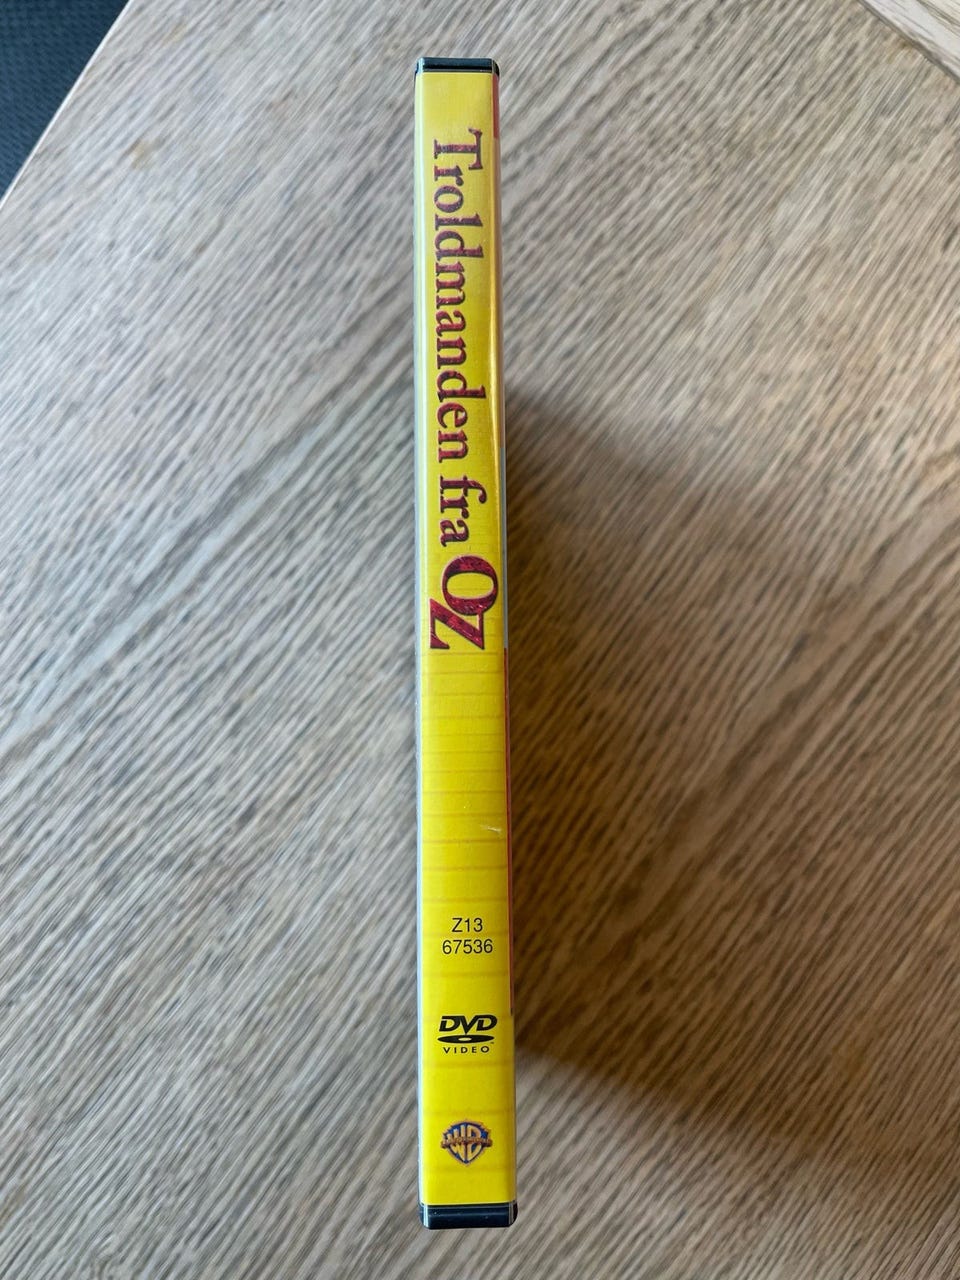 Troldmanden fra OZ
Z13
67536
DVD
VIDEO
WB